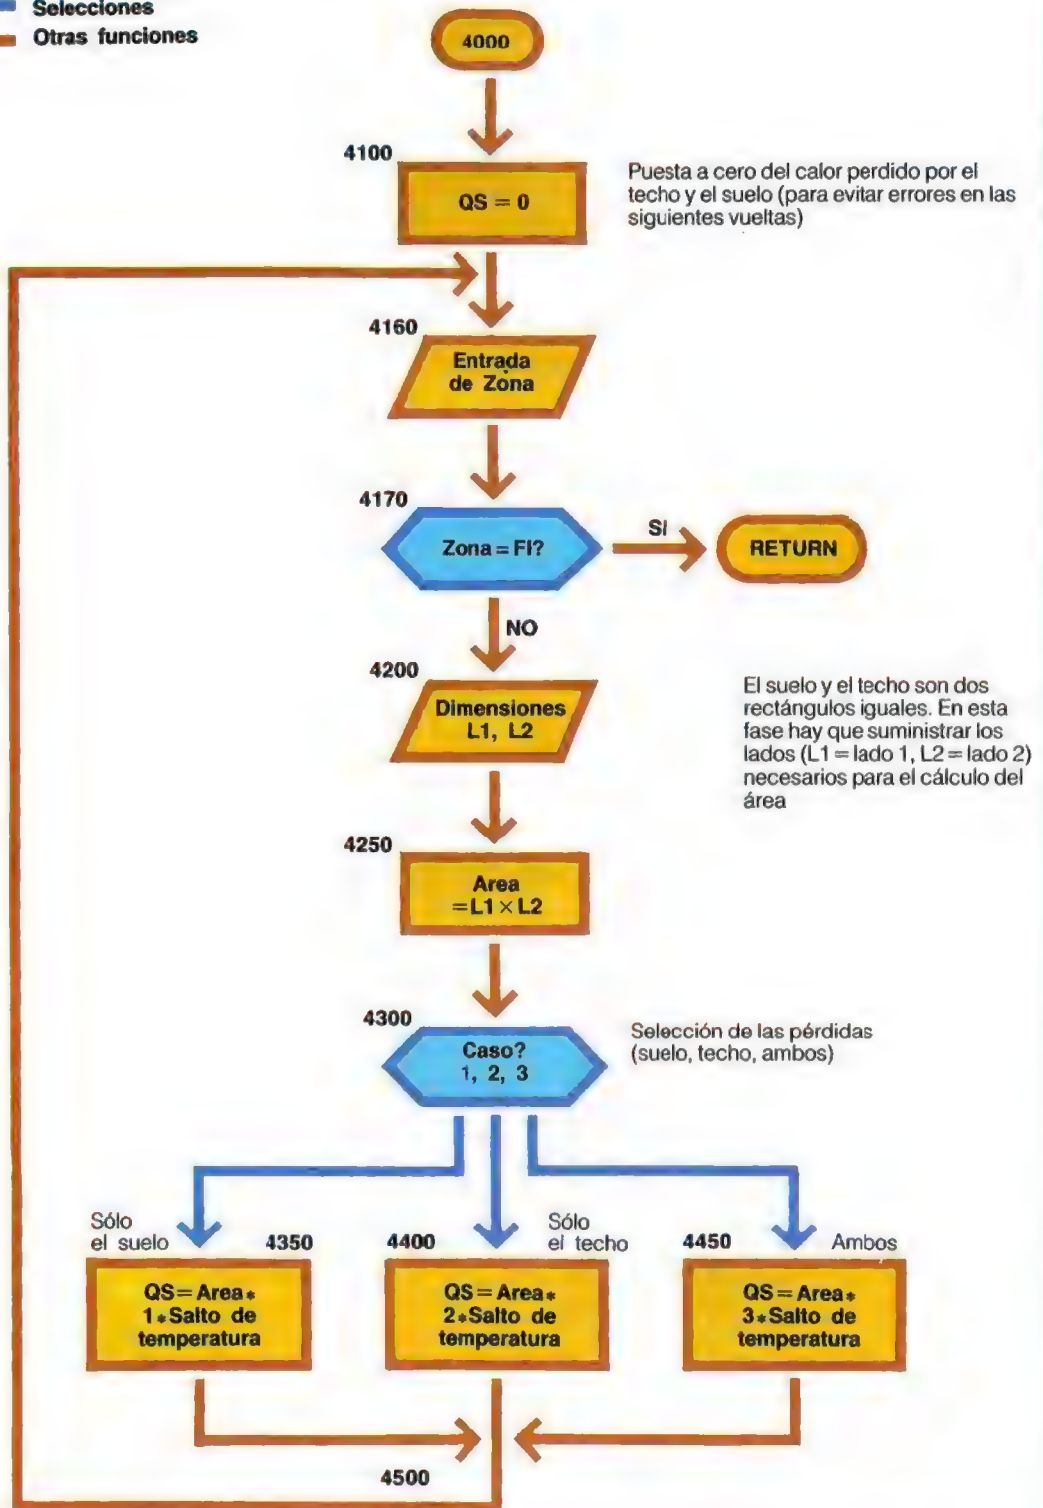 Selecciones
Otras funciones
4000
4100
QS = 0
Puesta a cero del calor perdido por el
techo y el suelo (para evitar errores en las
siguientes vueltas)
4160
Entrada
de Zona
4170
Zona = FI?
SI
RETURN
NO
4200
Dimensiones
L1, L2
El suelo y el techo son dos
rectángulos iguales. En esta
fase hay que suministrar los
lados (L1 = lado 1, L2 = lado 2)
necesarios para el cálculo del
área
4250
Area
= L1 × L2
4300
Caso?
1, 2, 3
Selección de las pérdidas
(suelo, techo, ambos)
Sólo
el suelo
4350
QS = Area*
1*Salto de
temperatura
4400
Sólo
el techo
QS = Area*
2*Salto de
temperatura
4450
Ambos
QS = Area*
3*Salto de
temperatura
4500